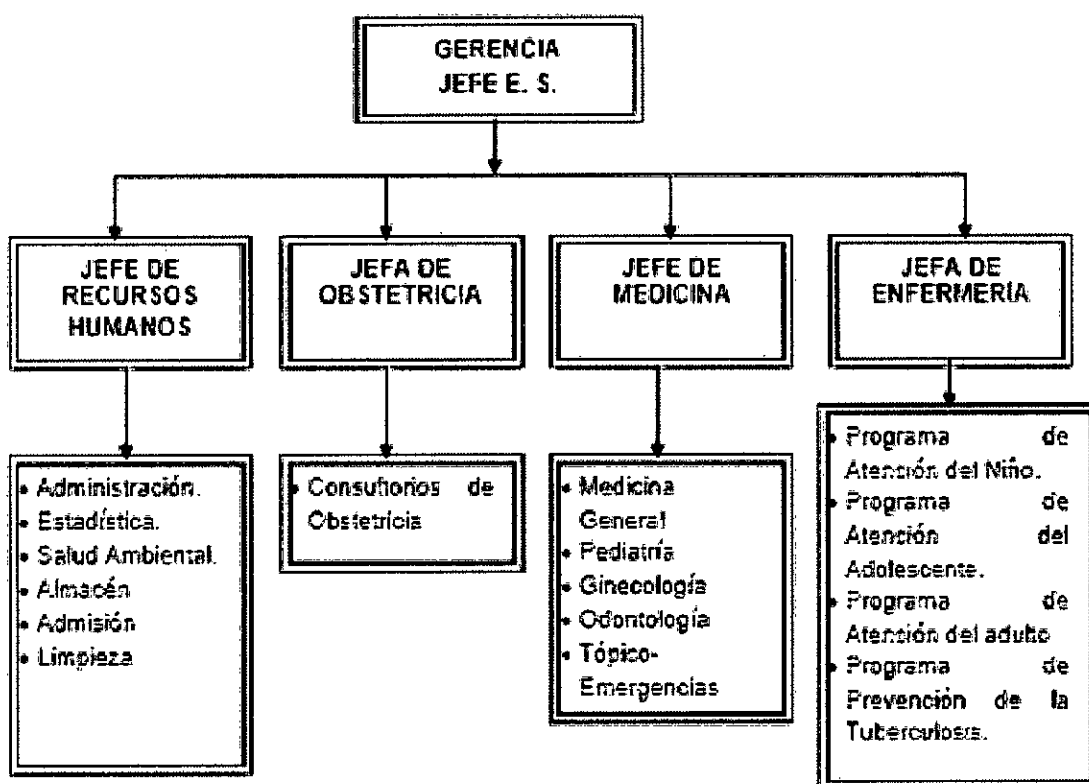 GERENCIA
JEFE E. S.
JEFE DE
RECURSOS
HUMANOS
JEFA DE
OBSTETRICIA
JEFE DE
MEDICINA
JEFA DE
ENFERMERÍA
• Administración.
• Estadística.
• Salud Ambiental.
• Almacén
• Admisión
• Limpieza
• Consultorios de
Obstetricia
• Medicina
General
• Pediatría
• Ginecología
• Odontología
• Tópico-
Emergencias
• Programa de
Atención del Niño.
• Programa de
Atención del
Adolescente.
• Programa de
Atención del adulto
• Programa de
Prevención de la
Tuberculosis.